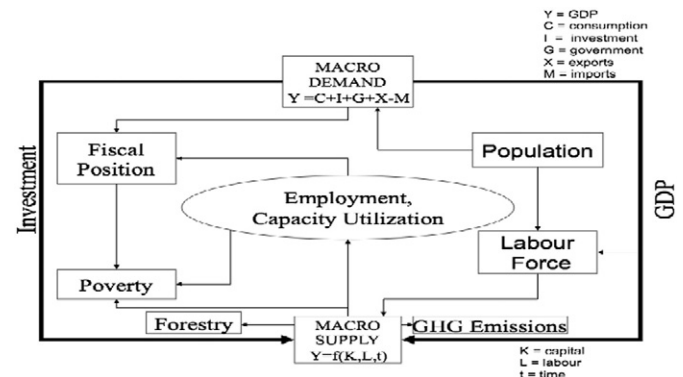 Y = GDP
C = consumption
I = investment
G = government
X = exports
M = imports
MACRO
DEMAND
Y =C+I+G+X-M
Fiscal
Position
Population
Investment
GDP
Employment,
Capacity Utilization
Labour
Force
Poverty
Forestry
MACRO
SUPPLY
Y=f(K,L,t)
GHG Emissions
K = capital
L = labour
t = time